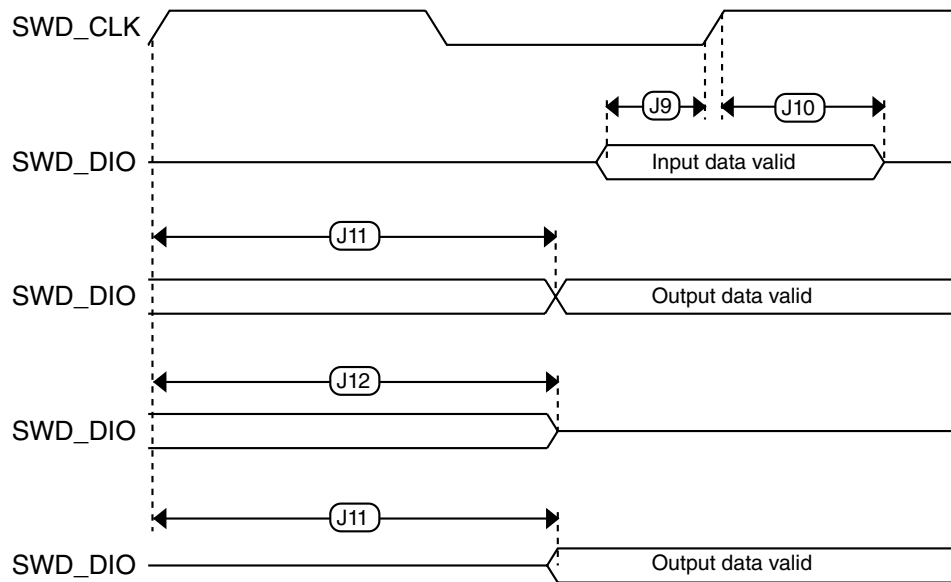 SWD_CLK
J9
J10
SWD_DIO
Input data valid
J11
SWD_DIO
Output data valid
J12
SWD_DIO
J11
SWD_DIO
Output data valid